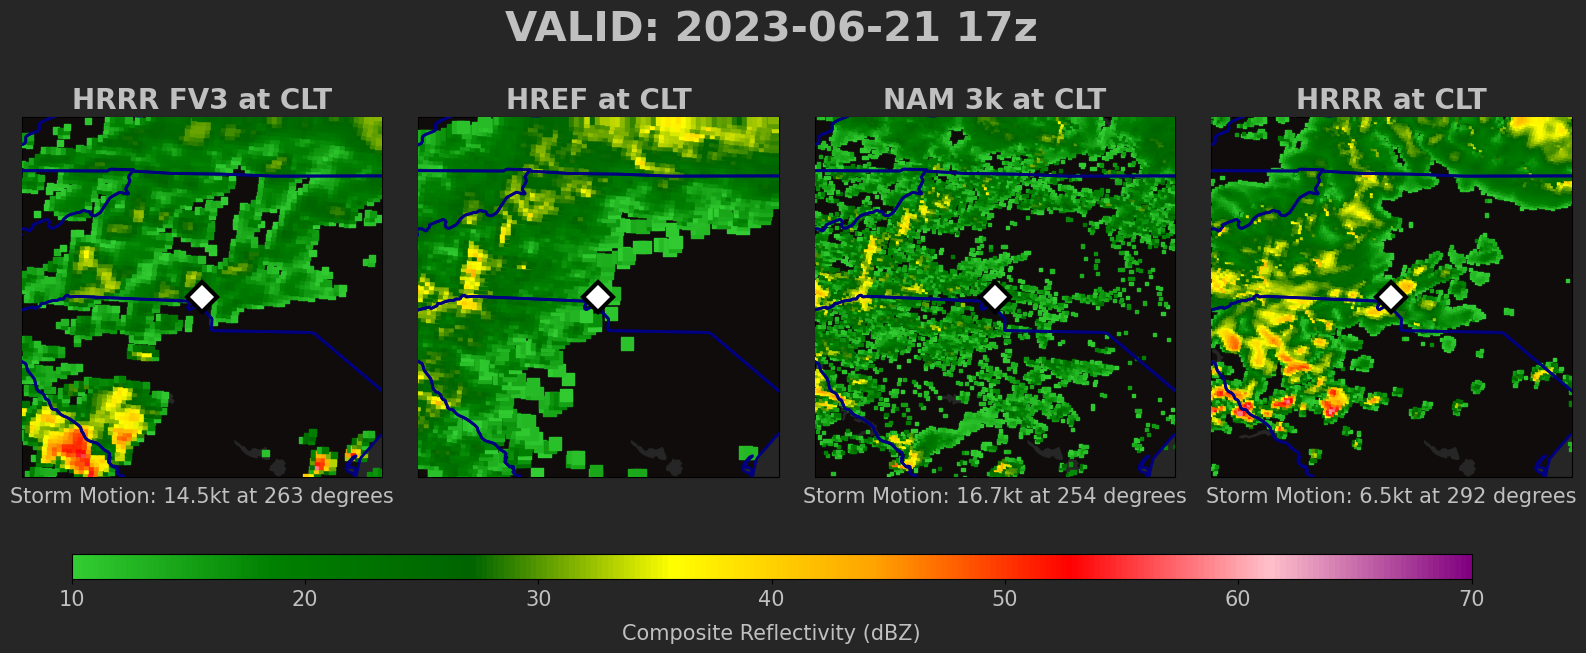 VALID: 2023-06-21 17z
HRRR FV3 at CLT
HREF at CLT
NAM 3k at CLT
HRRR at CLT
Storm Motion: 14.5kt at 263 degrees
Storm Motion: 16.7kt at 254 degrees
Storm Motion: 6.5kt at 292 degrees
10 20 30 40 50 60 70
Composite Reflectivity (dBZ)